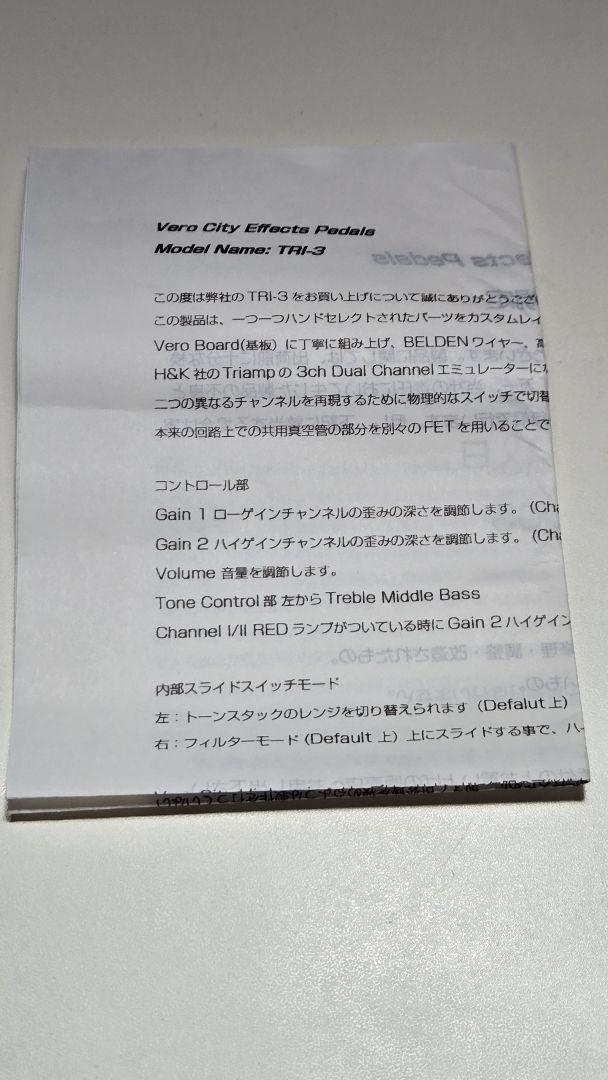 Vero City Effects Pedals
Model Name: TRI-3
この度は弊社の TRI-3 をお買い上げについて誠にありがとうござい
この製品は、一つ一つハンドセレクトされたパーツをカスタムレイ
Vero Board(基板) に丁寧に組み上げ、BELDENワイヤー、高
H&K 社の Triamp の 3ch Dual Channel エミュレーターに
二つの異なるチャンネルを再現するために物理的なスイッチで切替
本来の回路上での共用真空管の部分を別々の FET を用いることで
コントロール部
Gain 1 ローゲインチャンネルの歪みの深さを調節します。 (Cha
Gain 2 ハイゲインチャンネルの歪みの深さを調節します。 (Cha
Volume 音量を調節します。
Tone Control 部 左から Treble Middle Bass
Channel I/II RED ランプがついている時に Gain 2 ハイゲイン
内部スライドスイッチモード
左：トーンスタックのレンジを切り替えられます（Defalut 上）
右：フィルターモード (Default 上）上にスライドする事で、ハー